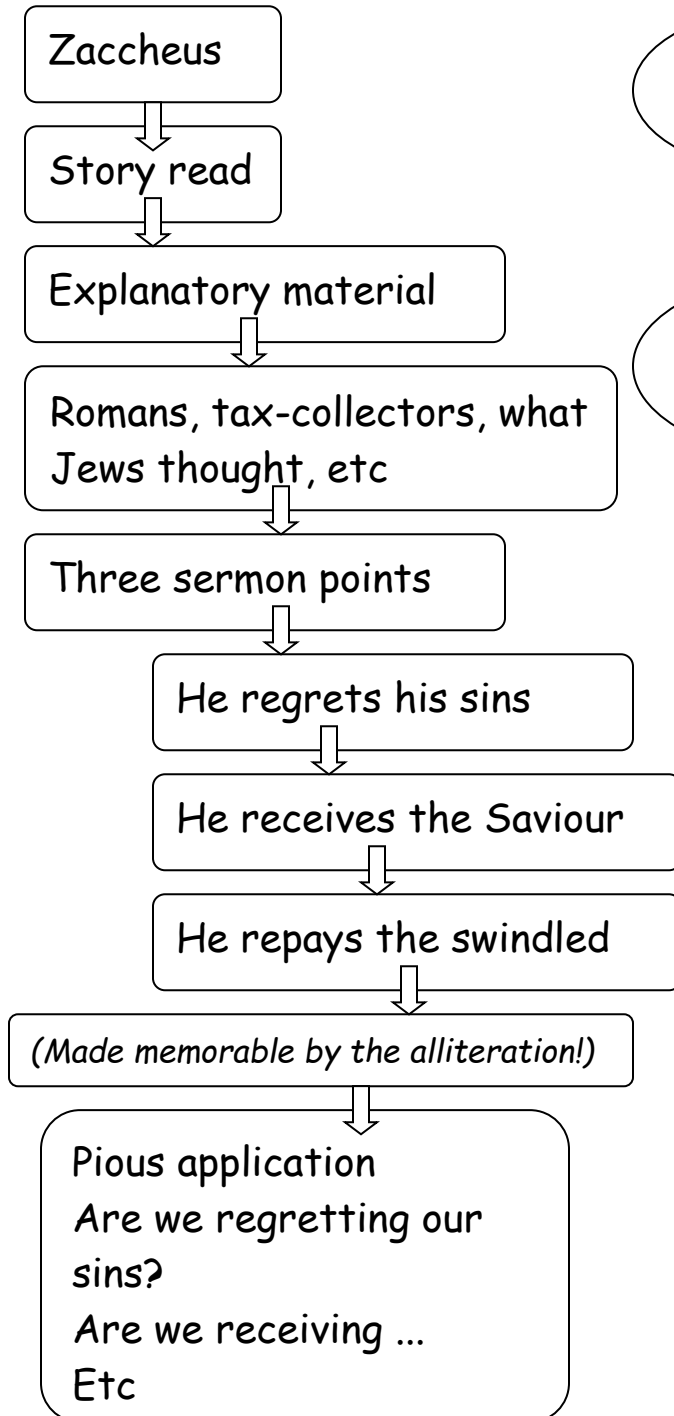 Zaccheus
Story read
Explanatory material
Romans, tax-collectors, what
Jews thought, etc
Three sermon points
He regrets his sins
He receives the Saviour
He repays the swindled
(Made memorable by the alliteration!)
Pious application
Are we regretting our
sins?
Are we receiving ...
Etc